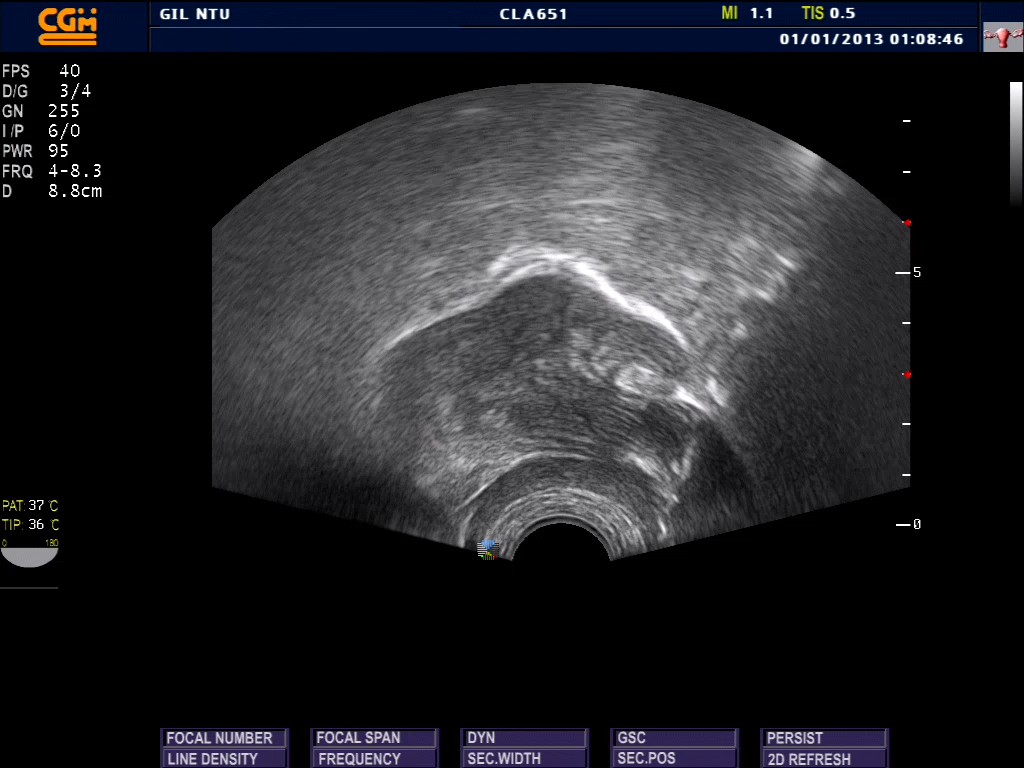 CGM
GIL NTU CLA651 MI 1.1 TIS 0.5
01/01/2013 01:08:46
FPS 40
D/G 3/4
GN 255
I/P 6/0
PWR 95
FRQ 4-8.3
D 8.8cm
5
PAT: 37 °C
TIP: 36 °C
0 180
0
FOCAL NUMBER FOCAL SPAN DYN GSC PERSIST
LINE DENSITY FREQUENCY SEC.WIDTH SEC.POS 2D REFRESH